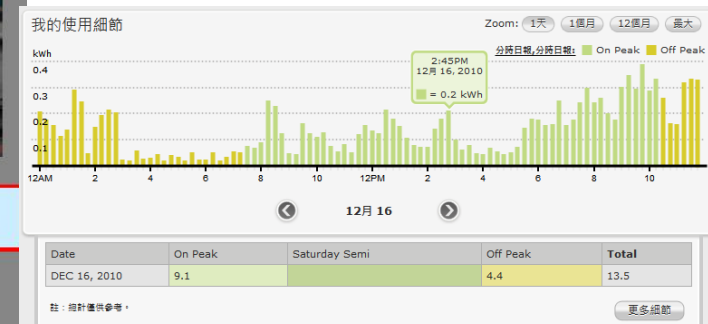 我的使用細節
Zoom: 1天 1個月 12個月 最大
分時日報,分時日報: On Peak Off Peak
kWh
0.4
0.3
0.2
0.1
2:45PM
12月 16, 2010
= 0.2 kWh
12AM 2 4 6 8 10 12PM 2 4 6 8 10
12月 16
Date On Peak Saturday Semi Off Peak Total
DEC 16, 2010 9.1 4.4 13.5
註：細計僅供參考。
更多細節